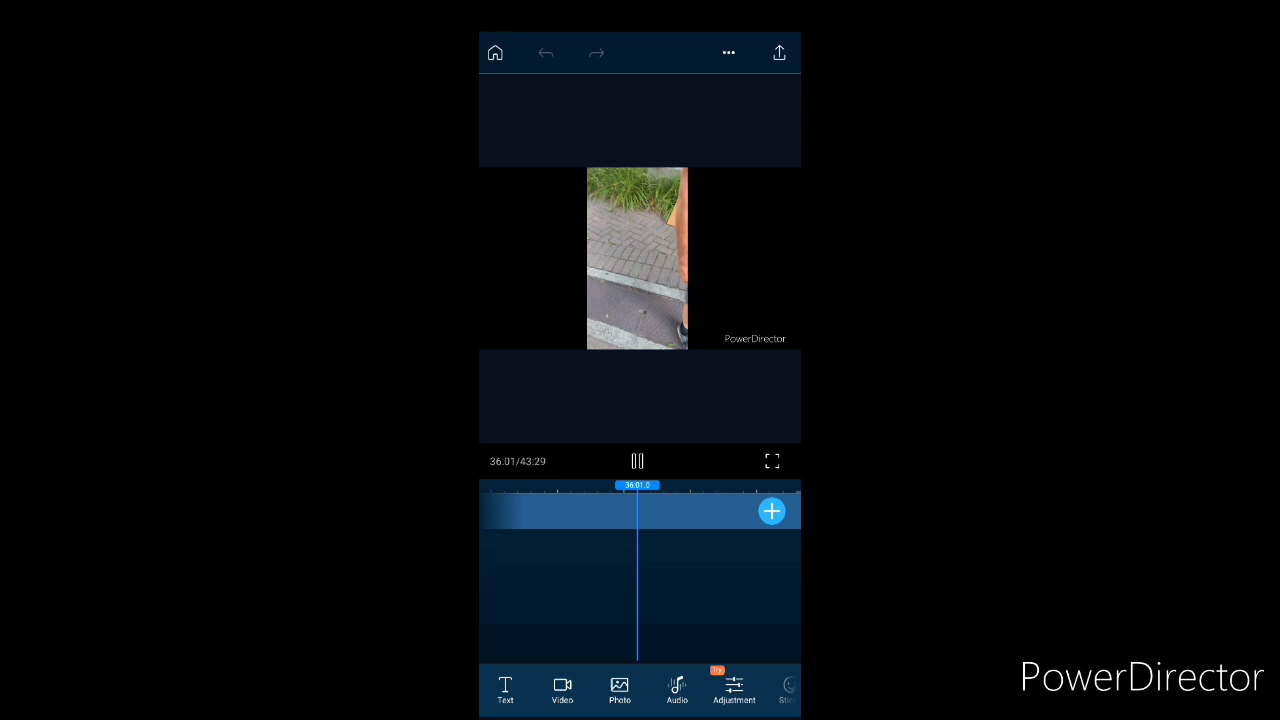 PowerDirector
36:01/43:29
36:01.0
Try
Text
Video
Photo
Audio
Adjustment
PowerDirector